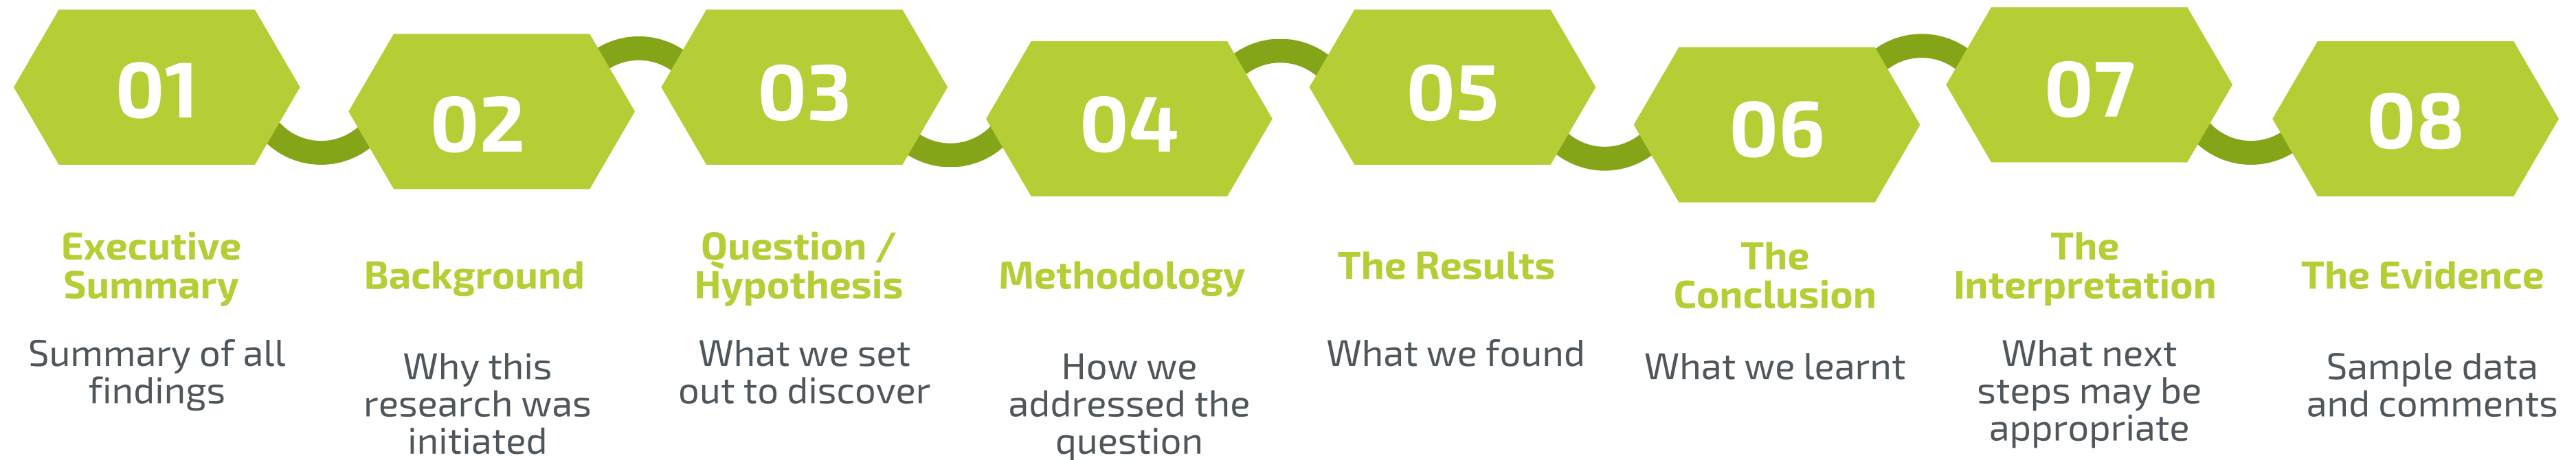 01
Executive
Summary
Summary of all
findings
02
Background
Why this
research was
initiated
03
Question /
Hypothesis
What we set
out to discover
04
Methodology
How we
addressed the
question
05
The Results
What we found
06
The
Conclusion
What we learnt
07
The
Interpretation
What next
steps may be
appropriate
08
The Evidence
Sample data
and comments